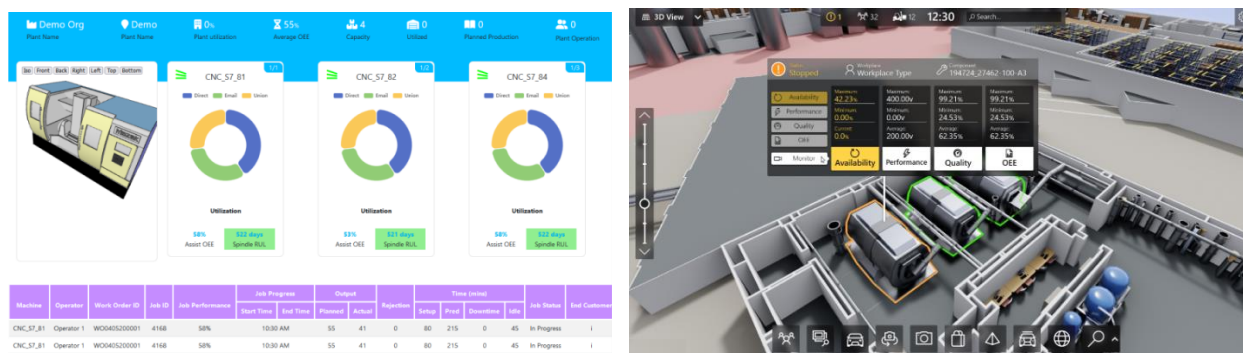 Demo Org
Plant Name
Demo
Plant Name
0%
Plant utilization
55%
Average OEE
4
Capacity
0
Utilized
0
Planned Production
0
Plant Operation
Iso Front Back Right Left Top Bottom
1/1
CNC_S7_81
Direct Email Union
Utilization
58%
Assist OEE
522 days
Spindle RUL
1/2
CNC_S7_82
Direct Email Union
Utilization
53%
Assist OEE
521 days
Spindle RUL
1/3
CNC_S7_84
Direct Email Union
Utilization
58%
Assist OEE
522 days
Spindle RUL
Machine Operator Work Order ID Job ID Job Performance Job Progress Output Rejection Time (mins) Job Status End Customer
Start Time End Time Planned Actual Setup Pred Downtime Idle
CNC_S7_81 Operator 1 WO0405200001 4168 58% 10:30 AM 55 41 0 80 215 0 45 In Progress i
CNC_S7_81 Operator 1 WO0405200001 4168 58% 10:30 AM 55 41 0 80 215 0 45 In Progress i
3D View
1 32 12 12:30 Search...
Status
Stopped
Workplace
Workplace Type
Component
194724_27462-100-A3
Availability
Performance
Quality
OEE
Monitor
Maximum:
42.23%
Minimum:
0.00%
Current:
0.0%
Availability
Maximum:
400.00v
Minimum:
0.00v
Average:
200.00v
Performance
Maximum:
99.21%
Minimum:
24.53%
Average:
62.35%
Quality
Maximum:
99.21%
Minimum:
24.53%
Average:
62.35%
OEE